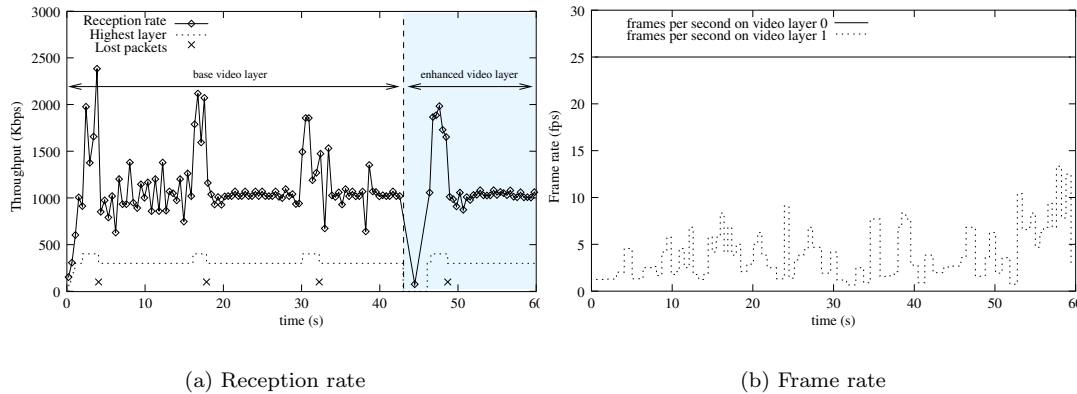 3000
2500
2000
1500
1000
500
0
Throughput (Kbps)
Reception rate
Highest layer
Lost packets
base video layer
enhanced video layer
0 10 20 30 40 50 60
time (s)
30
25
20
15
10
5
0
Frame rate (fps)
frames per second on video layer 0
frames per second on video layer 1
0 10 20 30 40 50 60
time (s)
(a) Reception rate
(b) Frame rate